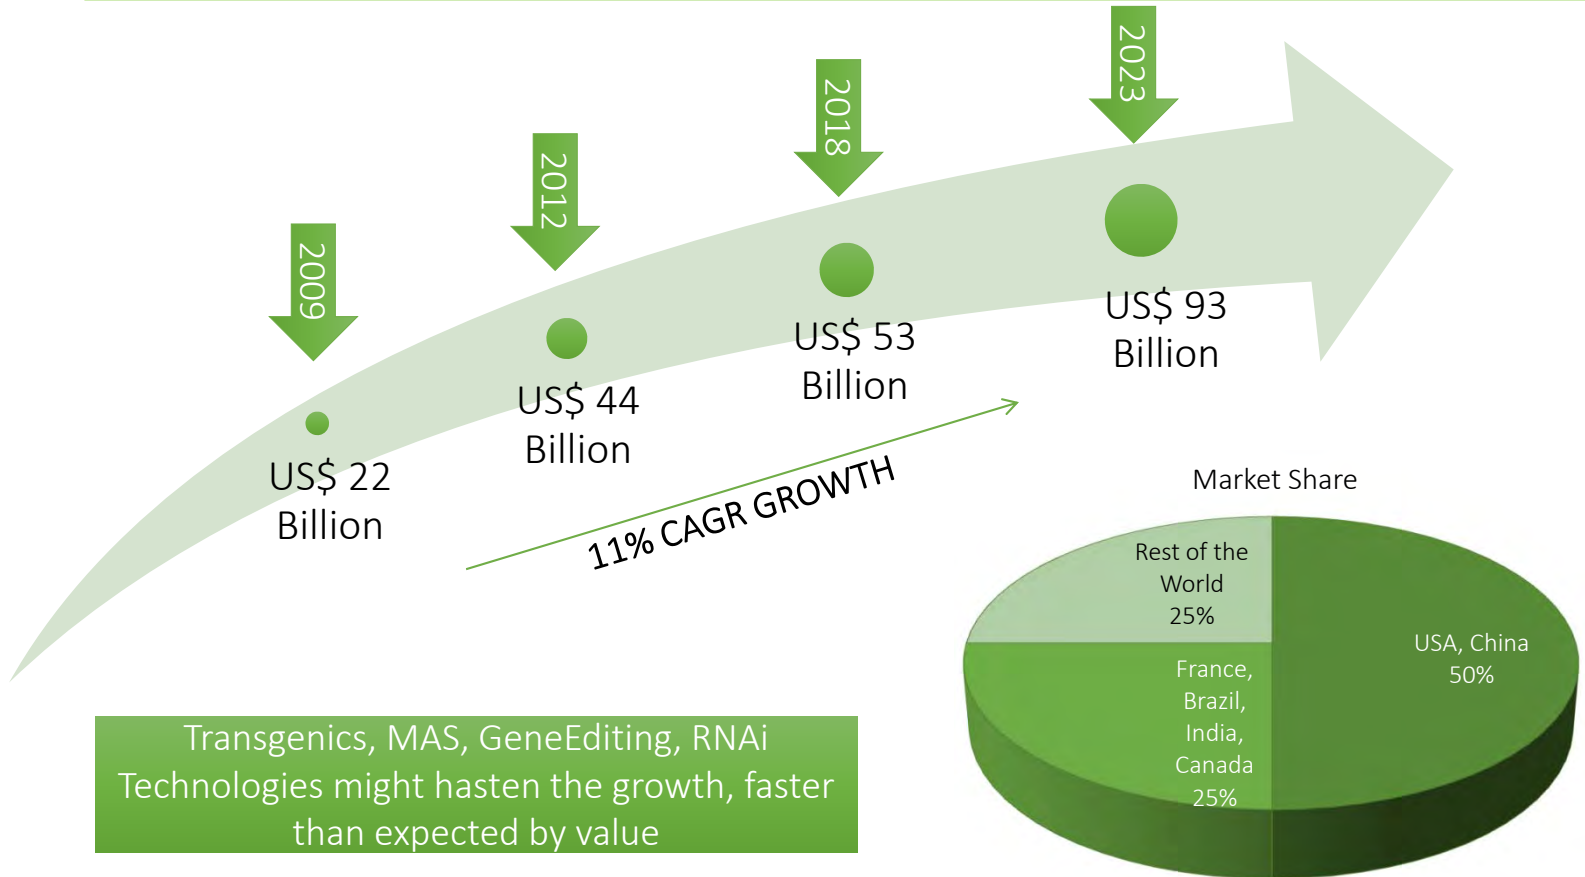 2009
2012
2018
2023
US$ 22
Billion
US$ 44
Billion
US$ 53
Billion
US$ 93
Billion
11% CAGR GROWTH
Transgenics, MAS, GeneEditing, RNAi
Technologies might hasten the growth, faster
than expected by value
Market Share
Rest of the
World
25%
USA, China
50%
France,
Brazil,
India,
Canada
25%